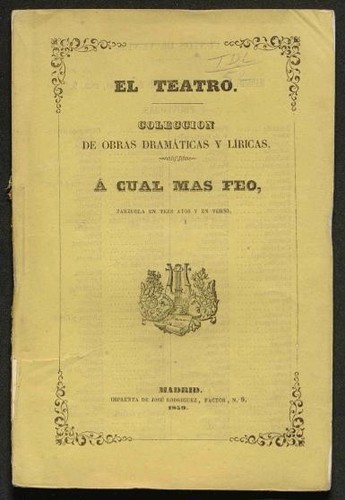 TDC
EL TEATRO.
COLECCION
DE OBRAS DRAMÁTICAS Y LÍRICAS.
Á CUAL MAS FEO,
ZARZUELA EN TRES ACTOS Y EN VERSO.
MADRID.
IMPRENTA DE JOSÉ RODRIGUEZ, FACTOR, N. 9.
1859.